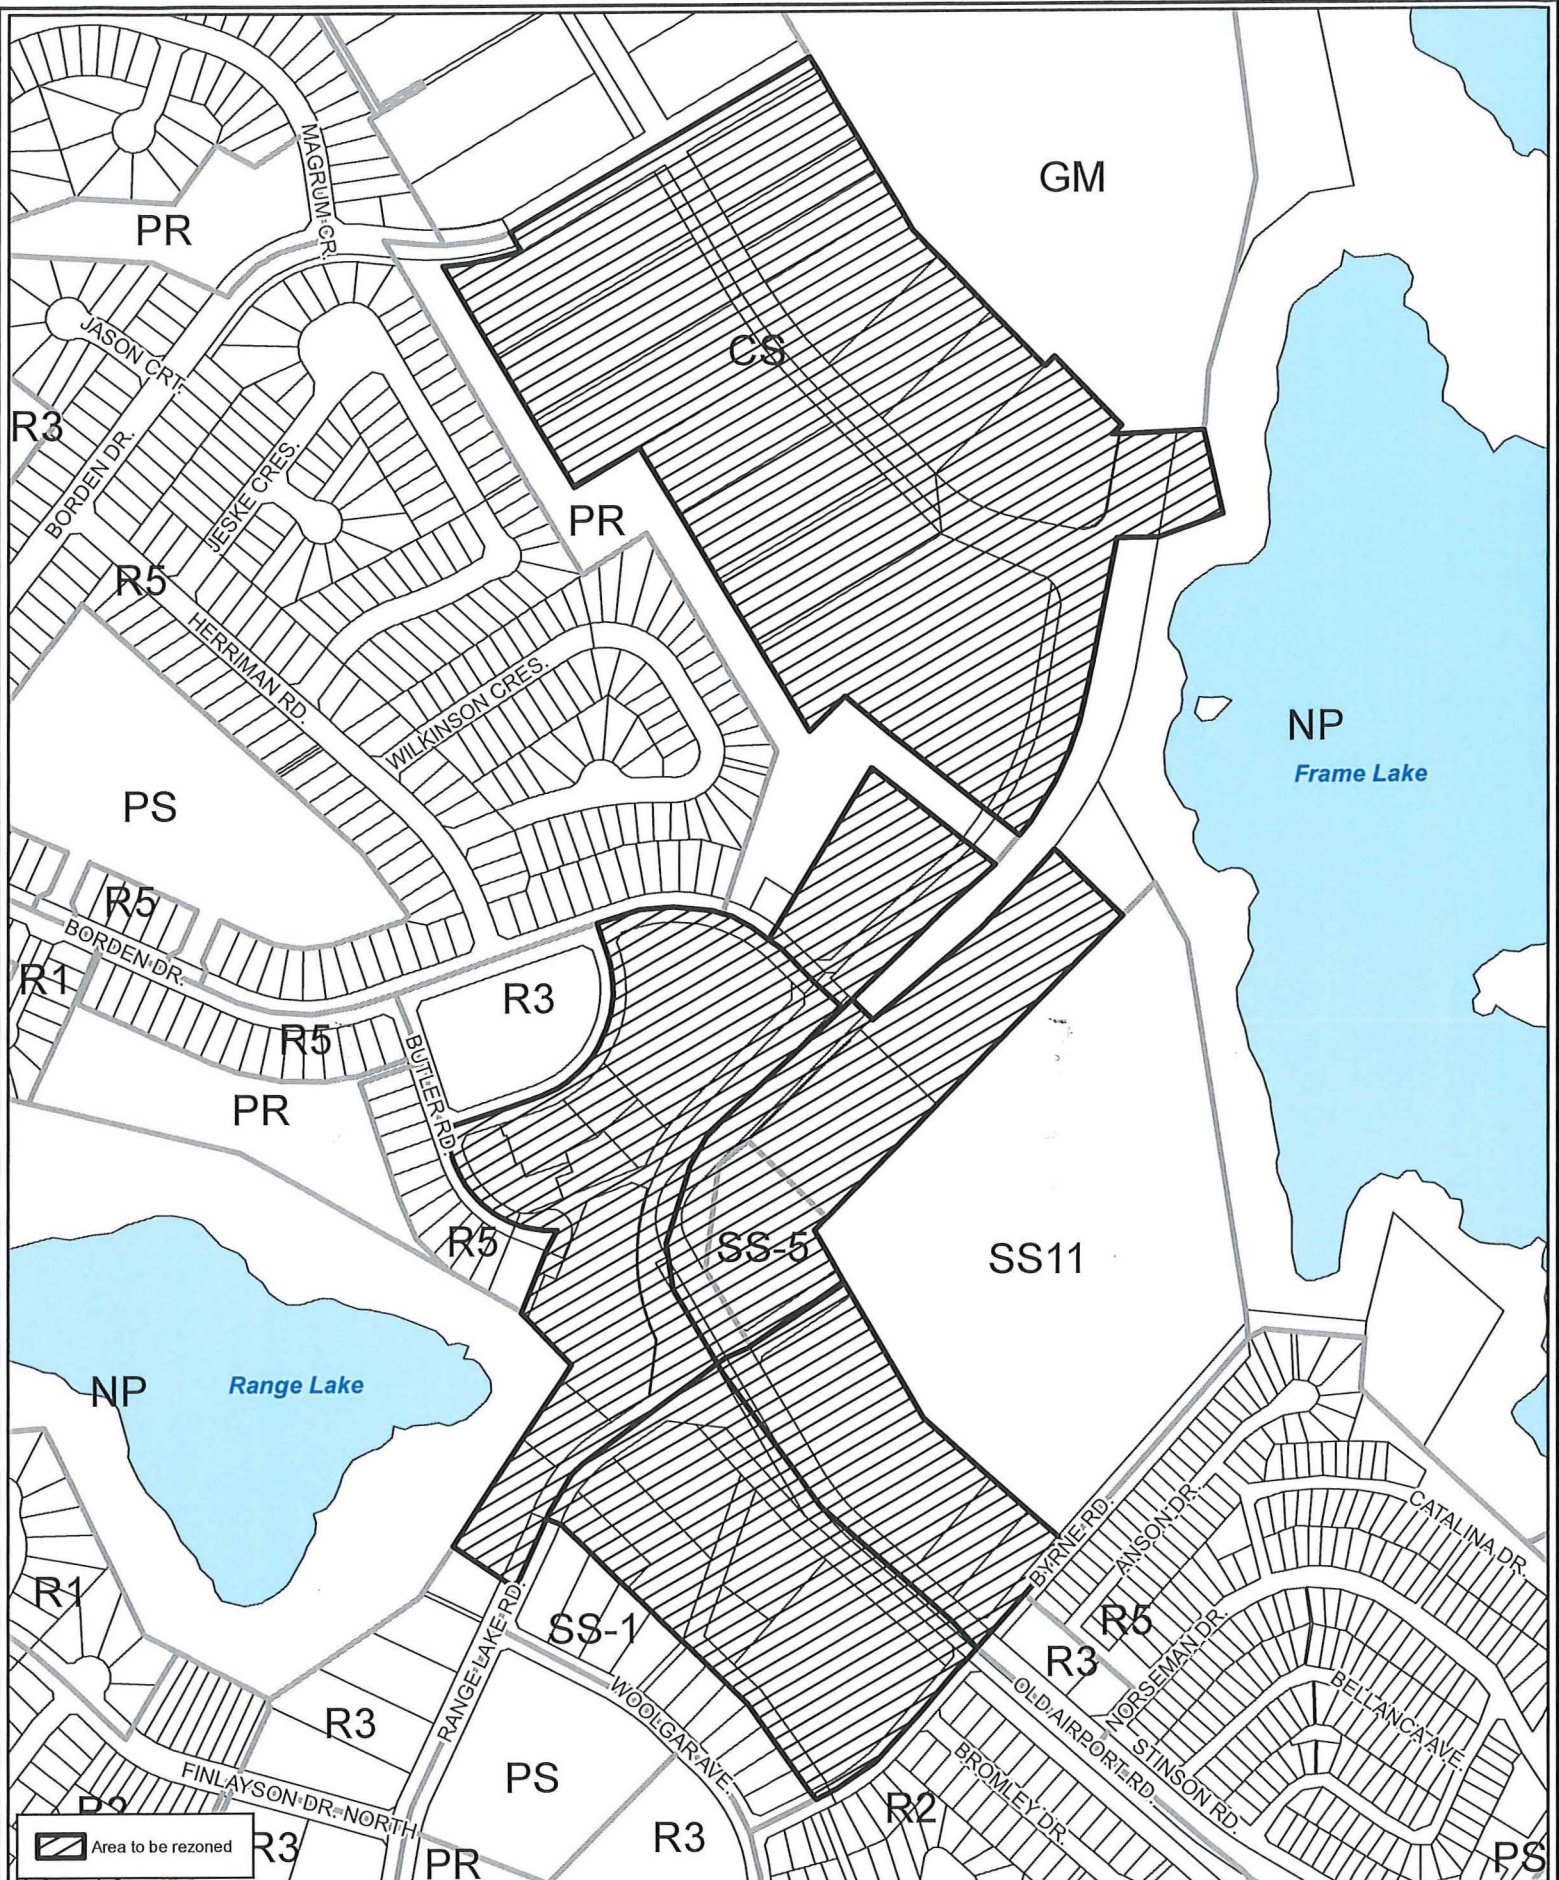 GM
MAGRUM CR.
PR
JASON CRT.
CS
R3
BORDEN DR.
JESKE CRES.
PR
R5
HERRIMAN RD.
WILKINSON CRES.
NP
Frame Lake
PS
R5
BORDEN DR.
R1
R3
R5
BUTLER RD.
PR
R5
SS-5
SS11
NP
Range Lake
BYRNE RD.
ANSON DR.
CATALINA DR.
R1
SS-1
RANGE LAKE RD.
R5
R3
NORSEMAN DR.
WOOLGAR AVE.
OLD AIRPORT RD.
BELLANCA AVE.
R3
STINSON RD.
BROMLEY DR.
PS
FINLAYSON DR. NORTH
R2
R2
R3
R3
PR
PS
Area to be rezoned